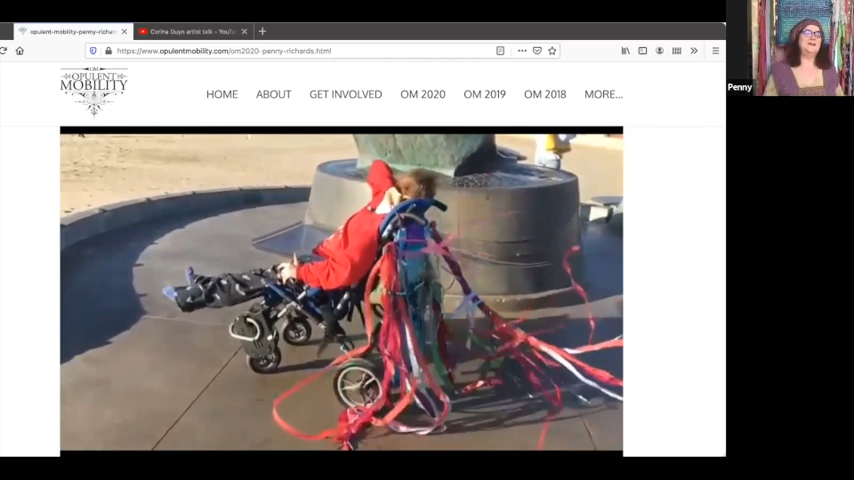 opulent-mobility-penny-richar
Corina Duyn artist talk – YouTu
https://www.opulentmobility.com/om2020-penny-richards.html
OM
OPULENT
MOBILITY
HOME ABOUT GET INVOLVED OM 2020 OM 2019 OM 2018 MORE...
Penny